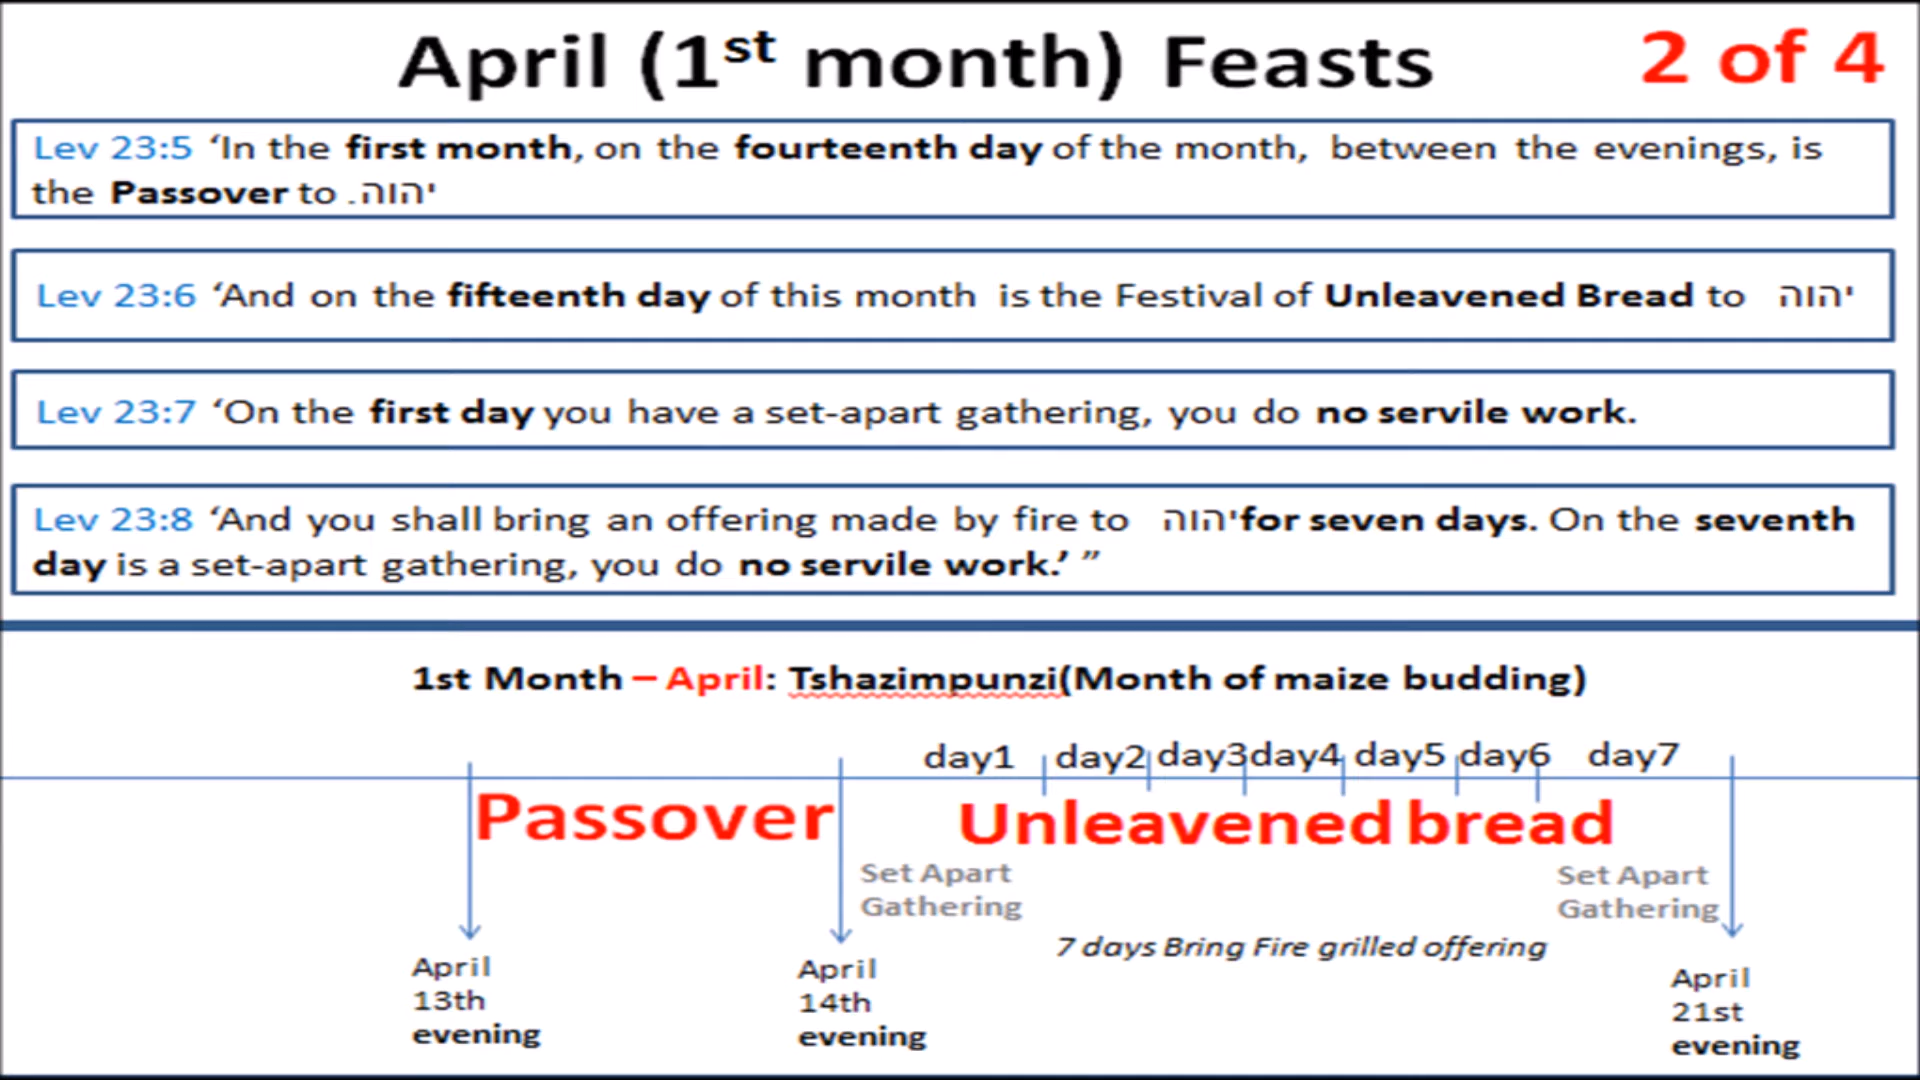 April (1st month) Feasts 2 of 4
Lev 23:5 ‘In the first month, on the fourteenth day of the month, between the evenings, is
the Passover to יהוה.
Lev 23:6 ‘And on the fifteenth day of this month is the Festival of Unleavened Bread to יהוה
Lev 23:7 ‘On the first day you have a set-apart gathering, you do no servile work.
Lev 23:8 ‘And you shall bring an offering made by fire to יהוה for seven days. On the seventh
day is a set-apart gathering, you do no servile work.’ ”
1st Month – April: Tshazimpunzi(Month of maize budding)
day1 day2 day3 day4 day5 day6 day7
Passover Unleavened bread
Set Apart
Gathering
Set Apart
Gathering
7 days Bring Fire grilled offering
April
13th
evening
April
14th
evening
April
21st
evening